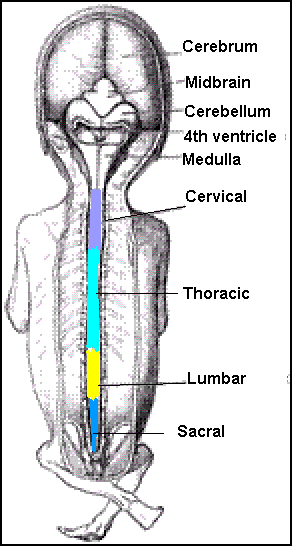 Cerebrum
Midbrain
Cerebellum
4th ventricle
Medulla
Cervical
Thoracic
Lumbar
Sacral